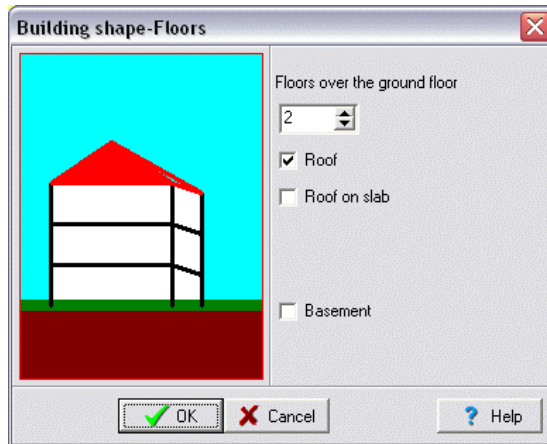 Building shape-Floors
Floors over the ground floor
2
Roof
Roof on slab
Basement
OK
Cancel
? Help